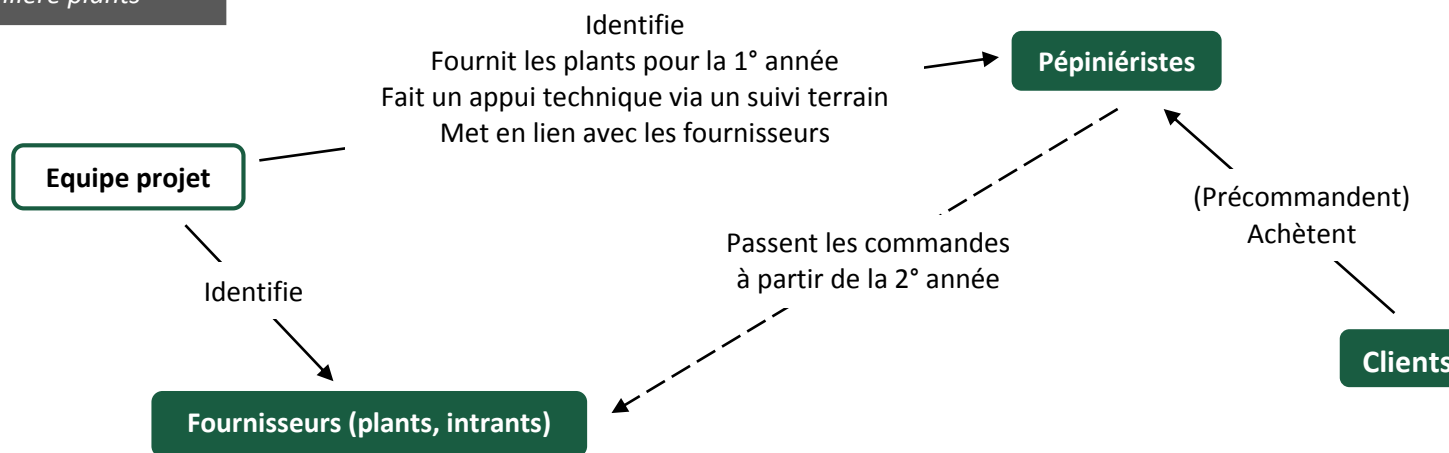 plants
Identifie
Fournit les plants pour la 1° année
Fait un appui technique via un suivi terrain
Met en lien avec les fournisseurs
Pépiniéristes
Equipe projet
(Précommandent)
Achètent
Passent les commandes
à partir de la 2° année
Identifie
Clients
Fournisseurs (plants, intrants)